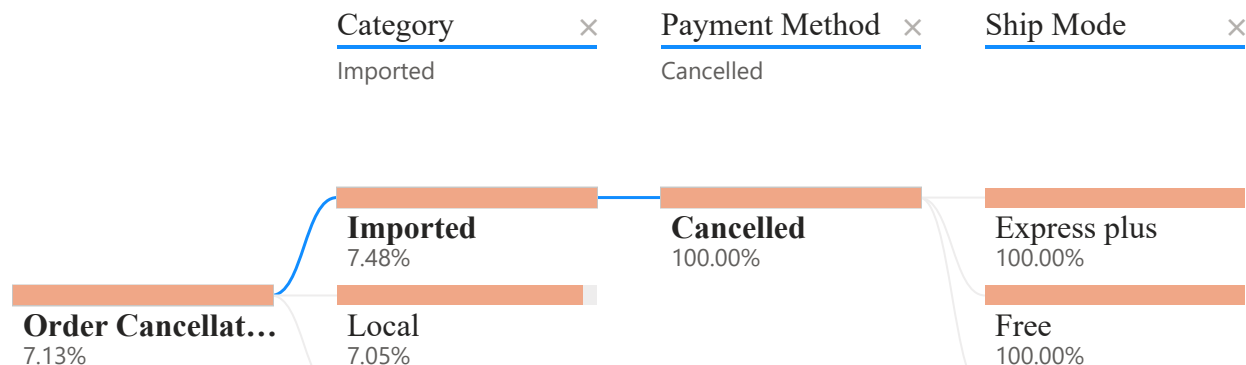 Category
Payment Method
Ship Mode
Imported
Cancelled
Imported
7.48%
Cancelled
100.00%
Express plus
100.00%
Order Cancellat...
7.13%
Local
7.05%
Free
100.00%